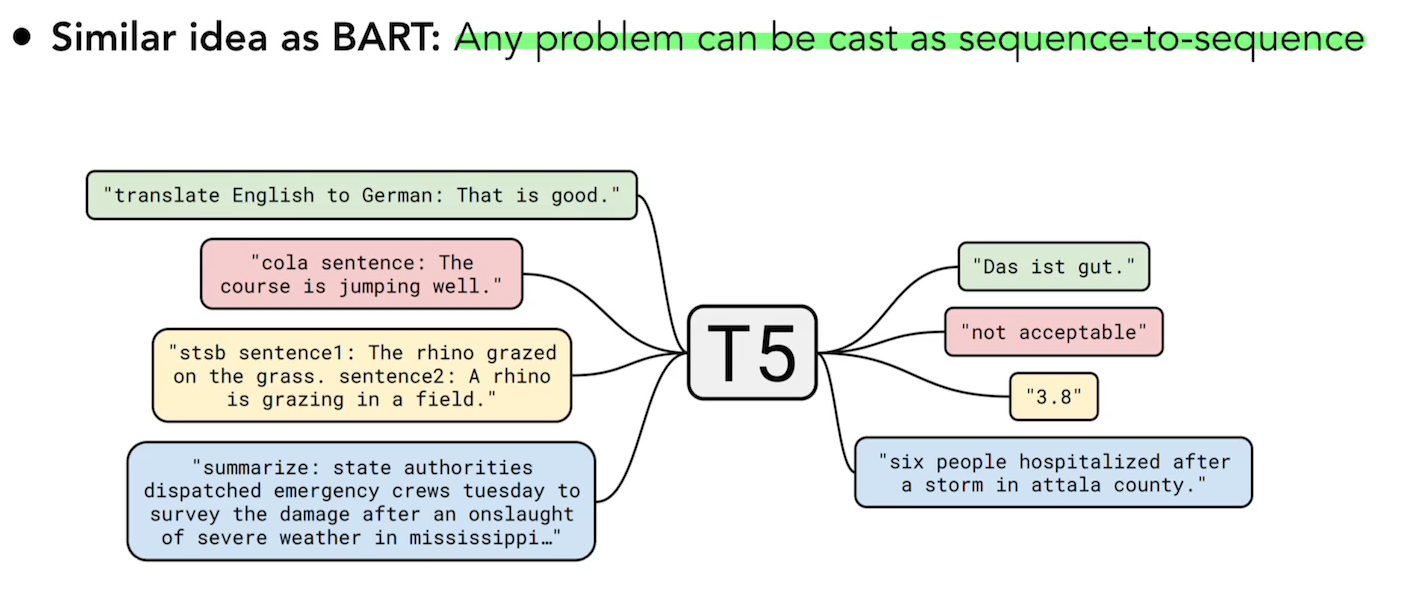 • Similar idea as BART: Any problem can be cast as sequence-to-sequence
"translate English to German: That is good."
"cola sentence: The
course is jumping well."
"stsb sentence1: The rhino grazed
on the grass. sentence2: A rhino
is grazing in a field."
"summarize: state authorities
dispatched emergency crews tuesday to
survey the damage after an onslaught
of severe weather in mississippi…"
T5
"Das ist gut."
"not acceptable"
"3.8"
"six people hospitalized after
a storm in attala county."